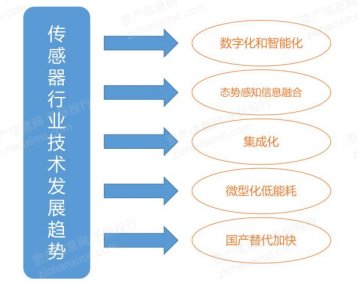 传感器行业技术发展趋势
数字化和智能化
态势感知信息融合
集成化
微型化低能耗
国产替代加快